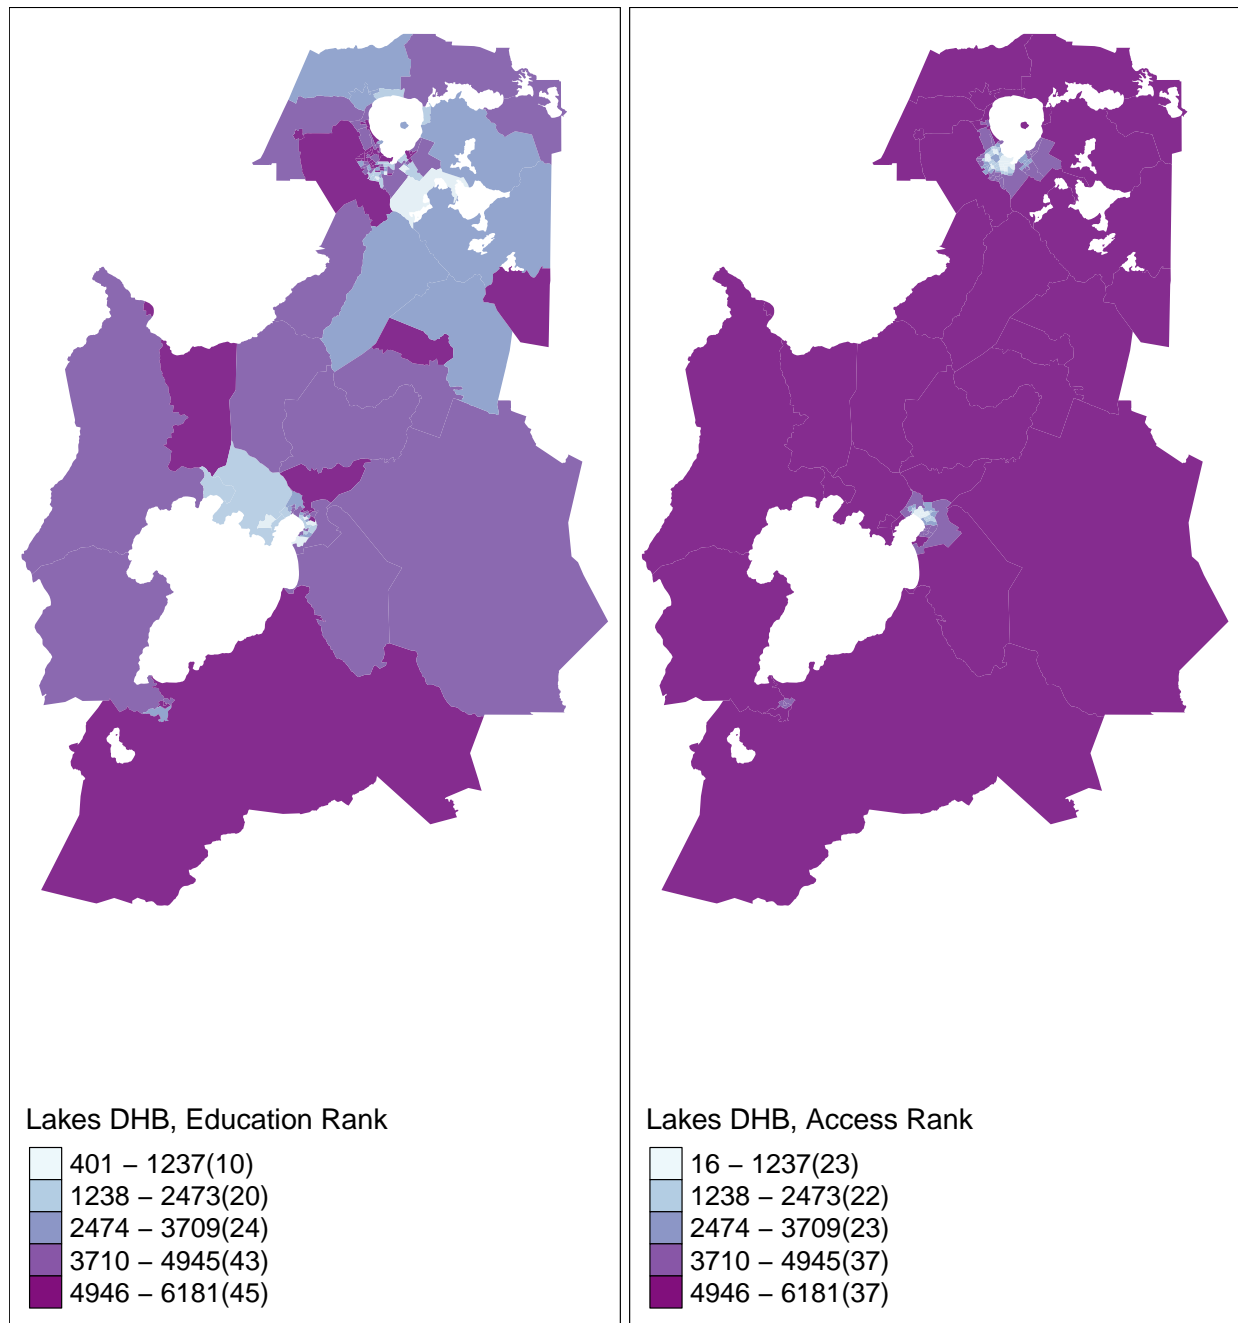 Lakes DHB, Education Rank
401 – 1237(10)
1238 – 2473(20)
2474 – 3709(24)
3710 – 4945(43)
4946 – 6181(45)
Lakes DHB, Access Rank
16 – 1237(23)
1238 – 2473(22)
2474 – 3709(23)
3710 – 4945(37)
4946 – 6181(37)